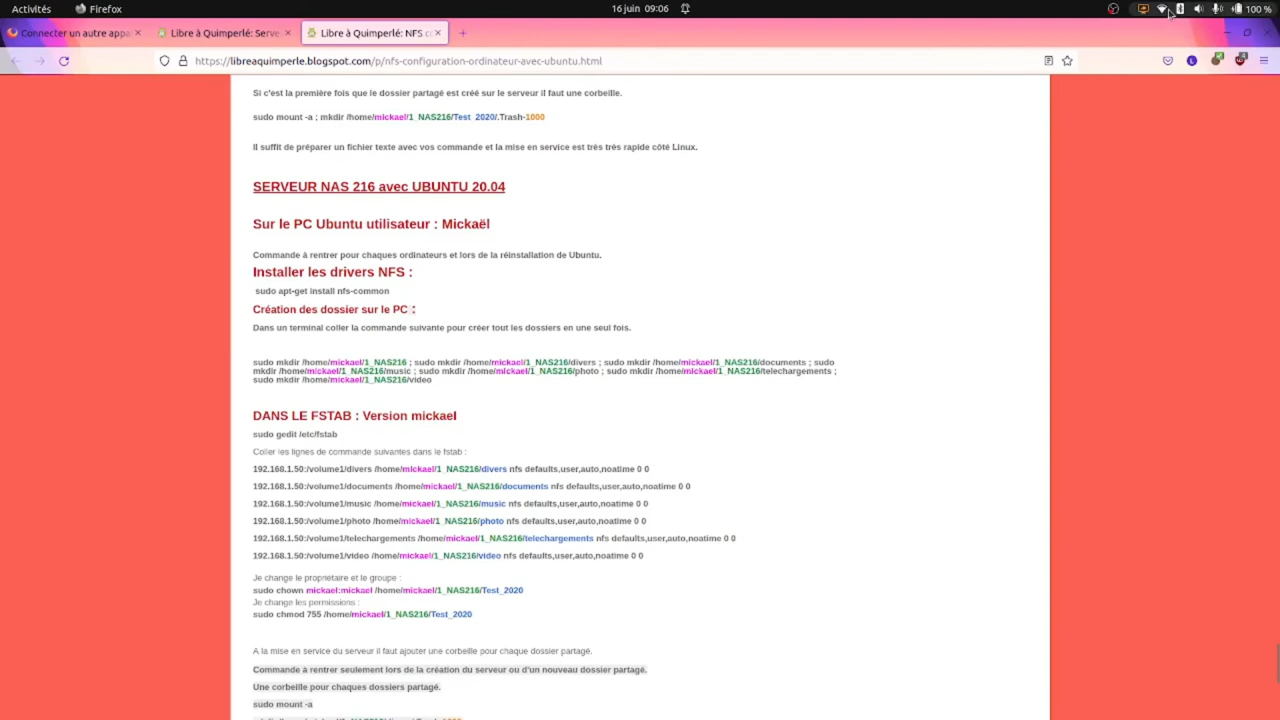 Activités
Firefox
16 juin 09:06
100 %
Connecter un autre appa
Libre à Quimperlé: Serve
Libre à Quimperlé: NFS c
https://libreaquimperle.blogspot.com/p/nfs-configuration-ordinateur-avec-ubuntu.html
Si c'est la première fois que le dossier partagé est créé sur le serveur il faut une corbeille.
sudo mount -a ; mkdir /home/mickael/1_NAS216/Test_2020/.Trash-1000
Il suffit de préparer un fichier texte avec vos commande et la mise en service est très très rapide côté Linux.
SERVEUR NAS 216 avec UBUNTU 20.04
Sur le PC Ubuntu utilisateur : Mickaël
Commande à rentrer pour chaques ordinateurs et lors de la réinstallation de Ubuntu.
Installer les drivers NFS :
sudo apt-get install nfs-common
Création des dossier sur le PC :
Dans un terminal coller la commande suivante pour créer tout les dossiers en une seul fois.
sudo mkdir /home/mickael/1_NAS216 ; sudo mkdir /home/mickael/1_NAS216/divers ; sudo mkdir /home/mickael/1_NAS216/documents ; sudo
mkdir /home/mickael/1_NAS216/music ; sudo mkdir /home/mickael/1_NAS216/photo ; sudo mkdir /home/mickael/1_NAS216/telechargements ;
sudo mkdir /home/mickael/1_NAS216/video
DANS LE FSTAB : Version mickael
sudo gedit /etc/fstab
Coller les lignes de commande suivantes dans le fstab :
192.168.1.50:/volume1/divers /home/mickael/1_NAS216/divers nfs defaults,user,auto,noatime 0 0
192.168.1.50:/volume1/documents /home/mickael/1_NAS216/documents nfs defaults,user,auto,noatime 0 0
192.168.1.50:/volume1/music /home/mickael/1_NAS216/music nfs defaults,user,auto,noatime 0 0
192.168.1.50:/volume1/photo /home/mickael/1_NAS216/photo nfs defaults,user,auto,noatime 0 0
192.168.1.50:/volume1/telechargements /home/mickael/1_NAS216/telechargements nfs defaults,user,auto,noatime 0 0
192.168.1.50:/volume1/video /home/mickael/1_NAS216/video nfs defaults,user,auto,noatime 0 0
Je change le propriétaire et le groupe :
sudo chown mickael:mickael /home/mickael/1_NAS216/Test_2020
Je change les permissions :
sudo chmod 755 /home/mickael/1_NAS216/Test_2020
A la mise en service du serveur il faut ajouter une corbeille pour chaque dossier partagé.
Commande à rentrer seulement lors de la création du serveur ou d'un nouveau dossier partagé.
Une corbeille pour chaques dossiers partagé.
sudo mount -a